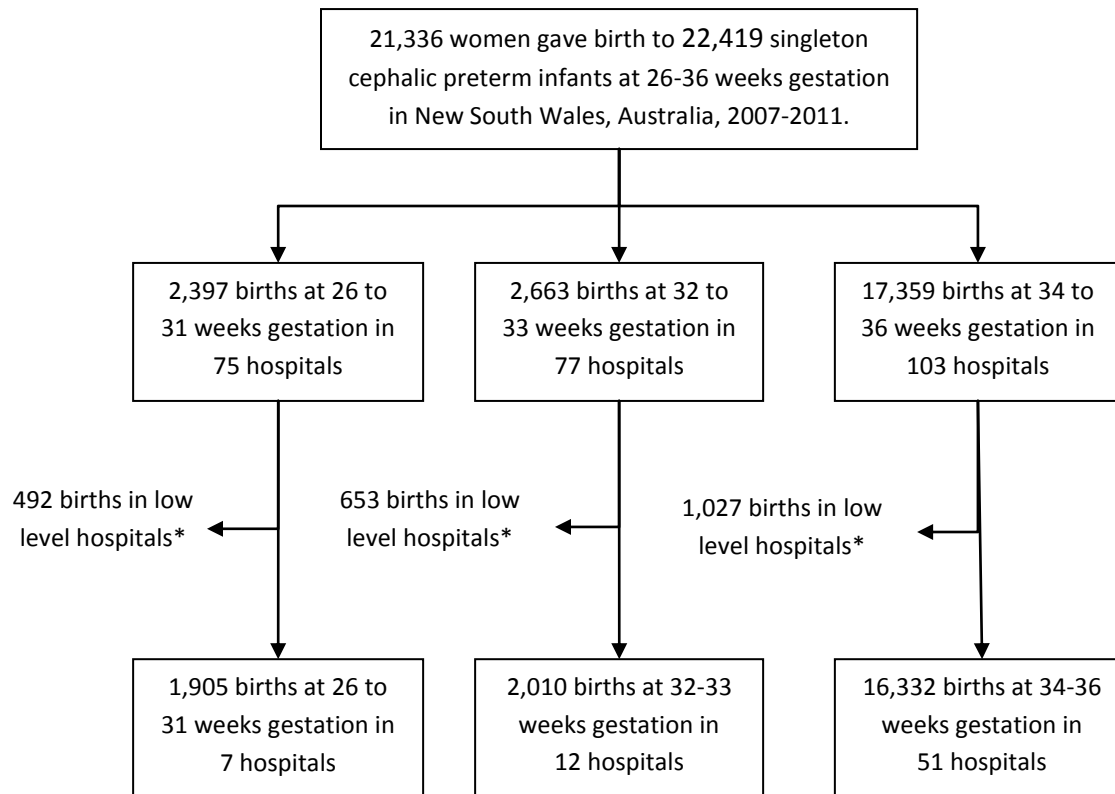 21,336 women gave birth to 22,419 singleton
cephalic preterm infants at 26-36 weeks gestation
in New South Wales, Australia, 2007-2011.
2,397 births at 26 to
31 weeks gestation in
75 hospitals
2,663 births at 32 to
33 weeks gestation in
77 hospitals
17,359 births at 34 to
36 weeks gestation in
103 hospitals
492 births in low
level hospitals*
653 births in low
level hospitals*
1,027 births in low
level hospitals*
1,905 births at 26 to
31 weeks gestation in
7 hospitals
2,010 births at 32-33
weeks gestation in
12 hospitals
16,332 births at 34-36
weeks gestation in
51 hospitals